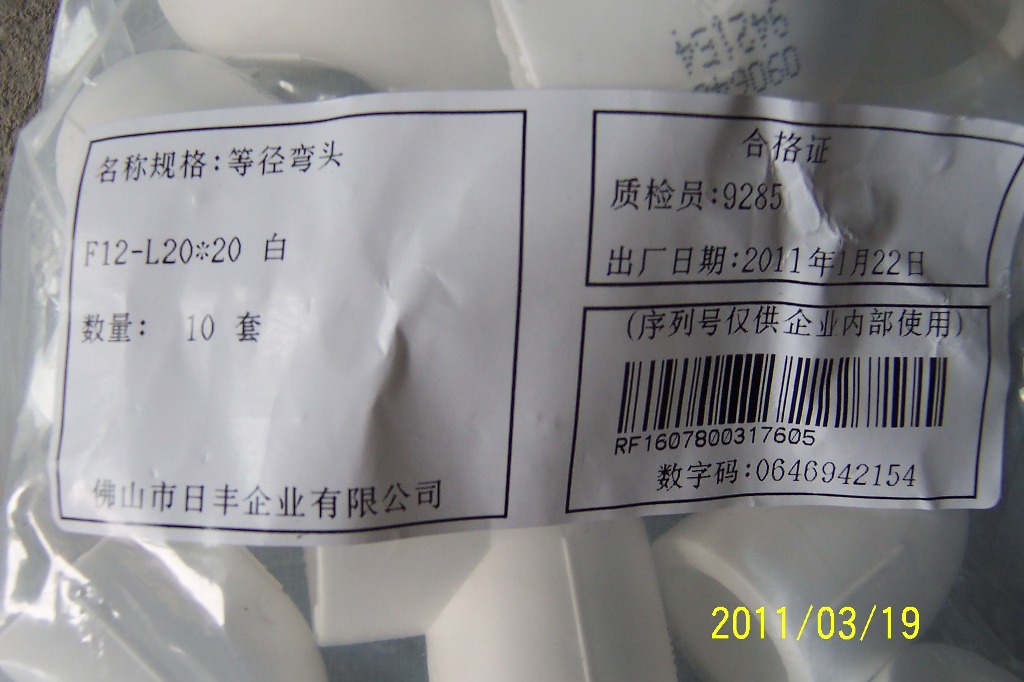 名称规格:等径弯头
F12-L20*20 白
数量: 10 套
佛山市日丰企业有限公司
合格证
质检员:9285
出厂日期:2011年1月22日
(序列号仅供企业内部使用)
RF1607800317605
数字码:0646942154
2011/03/19